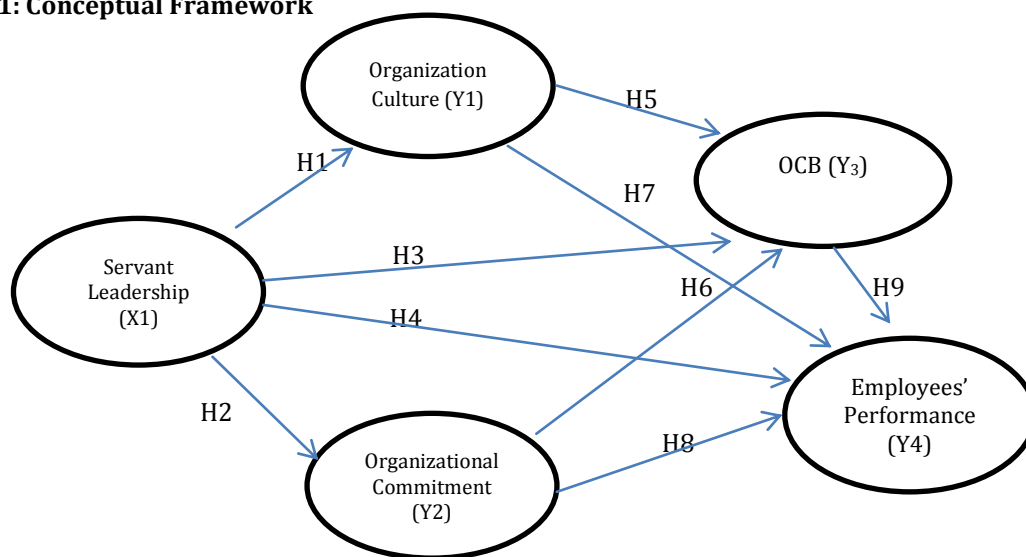 1: Conceptual Framework
Organization
Culture (Y1)
H5
OCB (Y₃)
H1
H7
Servant
Leadership
(X1)
H3
H6
H9
H4
Employees’
Performance
(Y4)
H2
H8
Organizational
Commitment
(Y2)